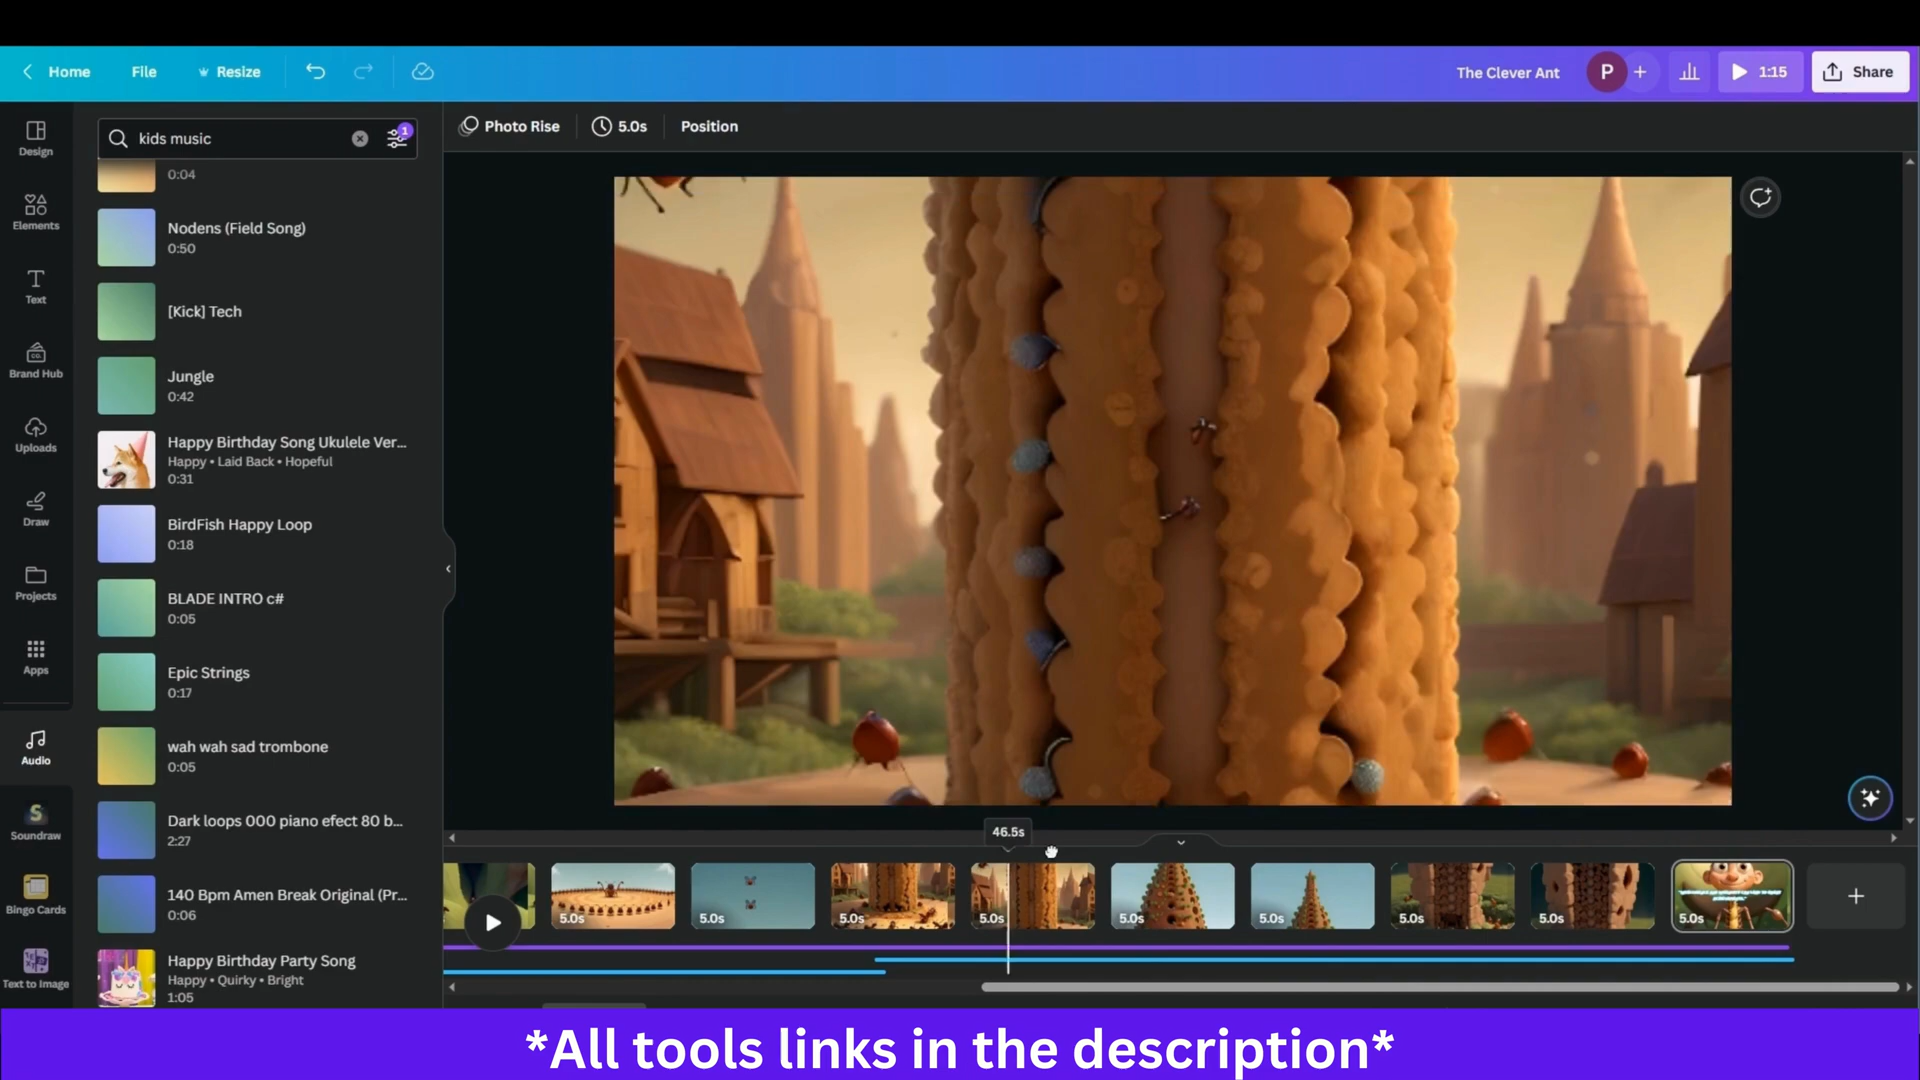 Home File Resize The Clever Ant P + 1:15 Share
kids music 1
Photo Rise 5.0s Position
Design
Elements
Text
Brand Hub
Uploads
Draw
Projects
Apps
Audio
Soundraw
Bingo Cards
Text to Image
0:04
Nodens (Field Song)
0:50
[Kick] Tech
Jungle
0:42
Happy Birthday Song Ukulele Ver...
Happy • Laid Back • Hopeful
0:31
BirdFish Happy Loop
0:18
BLADE INTRO c#
0:05
Epic Strings
0:17
wah wah sad trombone
0:05
Dark loops 000 piano efect 80 b...
2:27
140 Bpm Amen Break Original (Pr...
0:06
Happy Birthday Party Song
Happy • Quirky • Bright
1:05
46.5s
5.0s 5.0s 5.0s 5.0s 5.0s 5.0s 5.0s 5.0s 5.0s
*All tools links in the description*